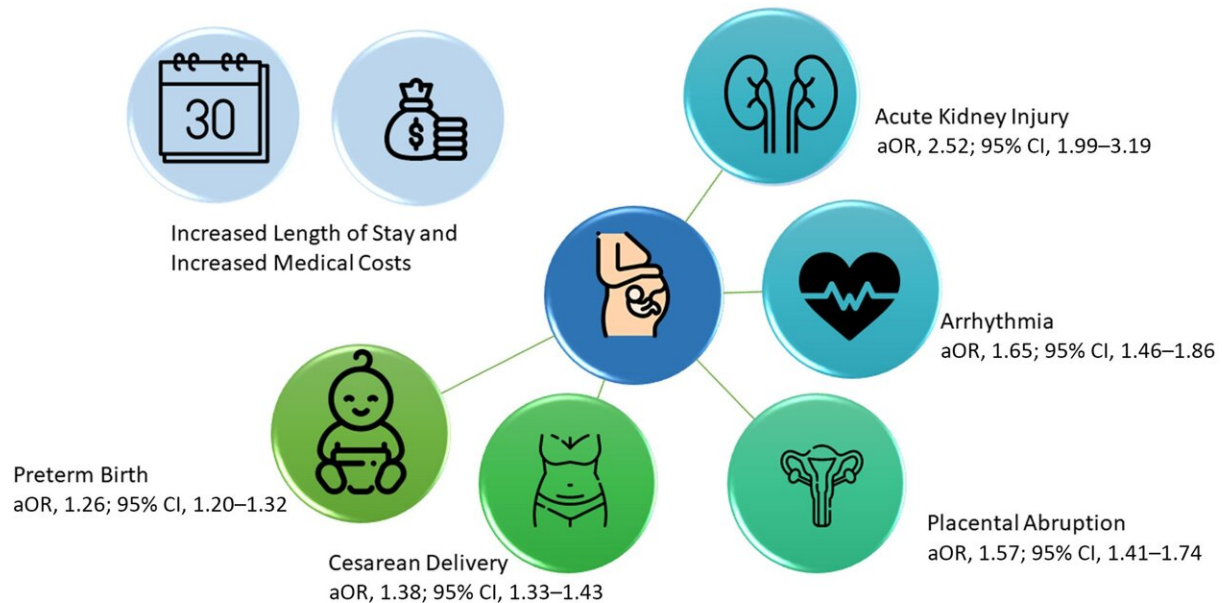 30
$
Increased Length of Stay and
Increased Medical Costs
Acute Kidney Injury
aOR, 2.52; 95% CI, 1.99–3.19
Arrhythmia
aOR, 1.65; 95% CI, 1.46–1.86
Preterm Birth
aOR, 1.26; 95% CI, 1.20–1.32
Cesarean Delivery
aOR, 1.38; 95% CI, 1.33–1.43
Placental Abruption
aOR, 1.57; 95% CI, 1.41–1.74